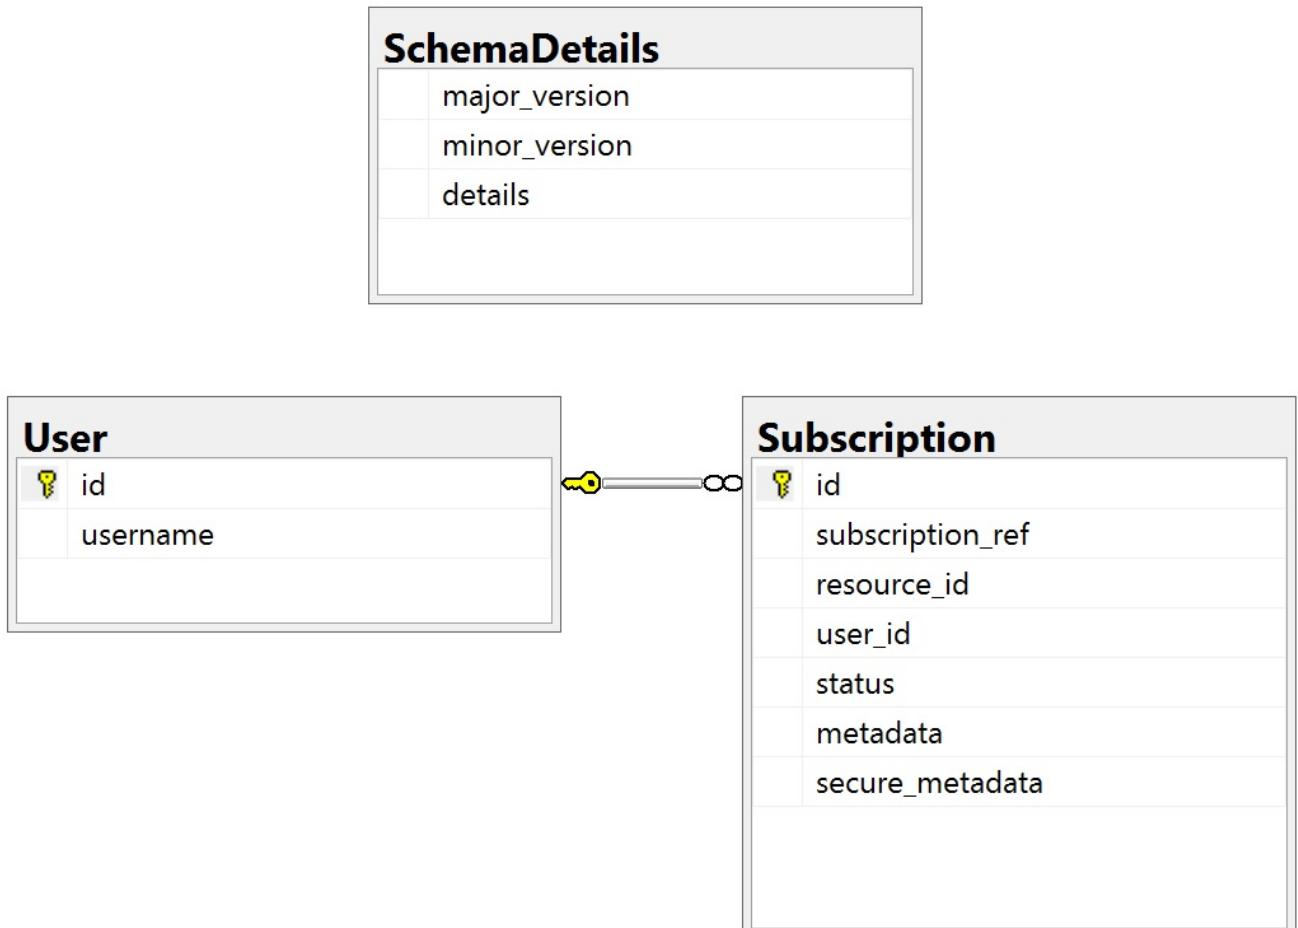 SchemaDetails
major_version
minor_version
details
User
id
username
Subscription
id
subscription_ref
resource_id
user_id
status
metadata
secure_metadata